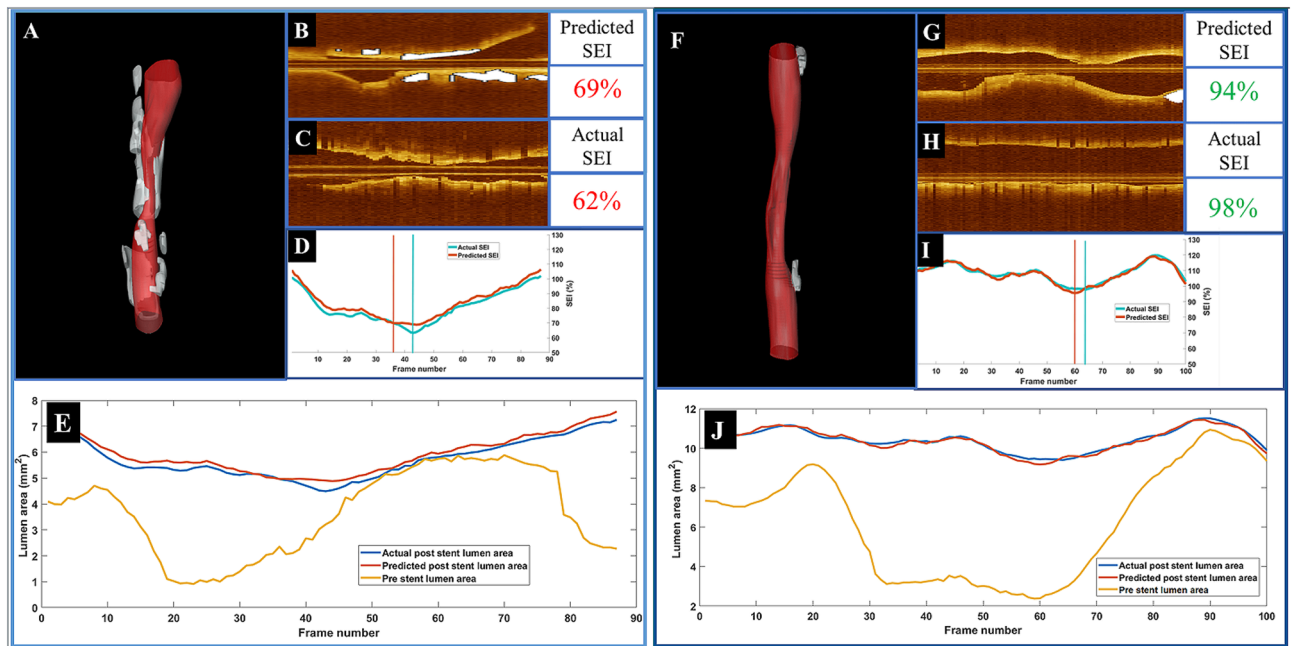 A
B
Predicted
SEI
69%
C
Actual
SEI
62%
D
Actual SEI
Predicted SEI
130
120
110
100
90
80
70
60
50
SEI (%)
10 20 30 40 50 60 70 80 90
Frame number
E
8
7
6
5
4
3
2
1
0
Lumen area (mm²)
Actual post stent lumen area
Predicted post stent lumen area
Pre stent lumen area
0 10 20 30 40 50 60 70 80 90
Frame number
F
G
Predicted
SEI
94%
H
Actual
SEI
98%
I
Actual SEI
Predicted SEI
130
120
110
100
90
80
70
60
50
SEI (%)
10 20 30 40 50 60 70 80 90 100
Frame number
J
12
10
8
6
4
2
Lumen area (mm²)
Actual post stent lumen area
Predicted post stent lumen area
Pre stent lumen area
0 10 20 30 40 50 60 70 80 90 100
Frame number